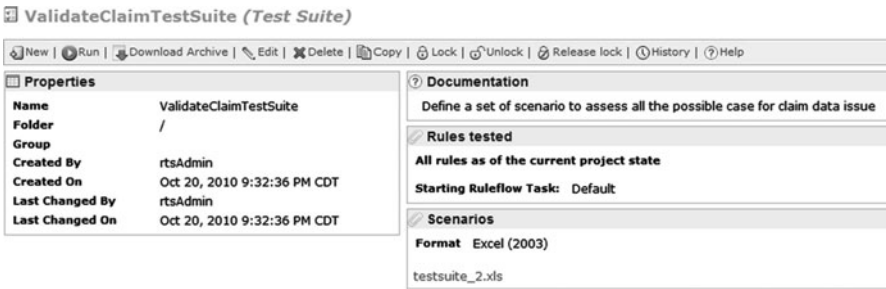 ValidateClaimTestSuite (Test Suite)
New | Run | Download Archive | Edit | Delete | Copy | Lock | Unlock | Release lock | History | Help
Properties
Name ValidateClaimTestSuite
Folder /
Group
Created By rtsAdmin
Created On Oct 20, 2010 9:32:36 PM CDT
Last Changed By rtsAdmin
Last Changed On Oct 20, 2010 9:32:36 PM CDT
Documentation
Define a set of scenario to assess all the possible case for claim data issue
Rules tested
All rules as of the current project state
Starting Ruleflow Task: Default
Scenarios
Format Excel (2003)
testsuite_2.xls